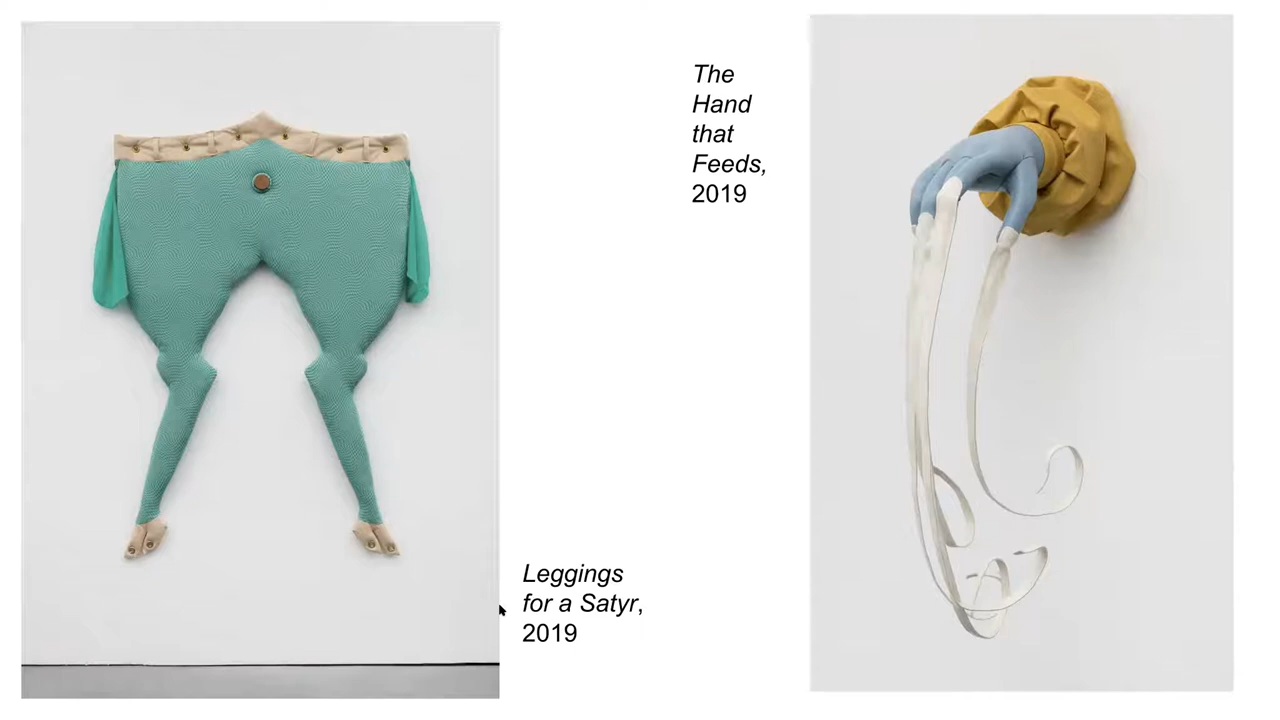 The
Hand
that
Feeds,
2019
Leggings
for a Satyr,
2019